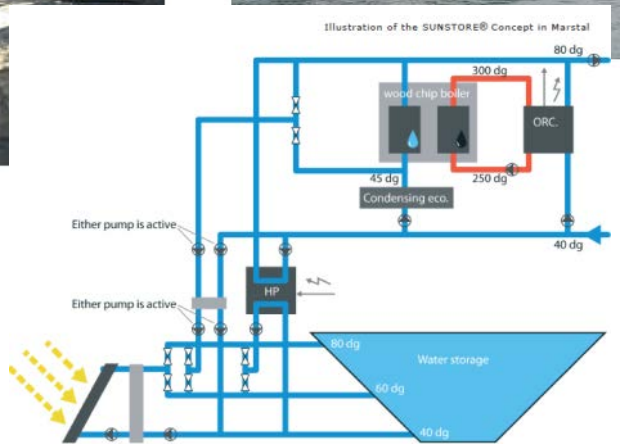 Illustration of the SUNSTORE® Concept in Marstal
80 dg
300 dg
wood chip boiler
ORC.
45 dg
250 dg
Condensing eco.
Either pump is active
40 dg
HP
Either pump is active
80 dg
Water storage
60 dg
40 dg